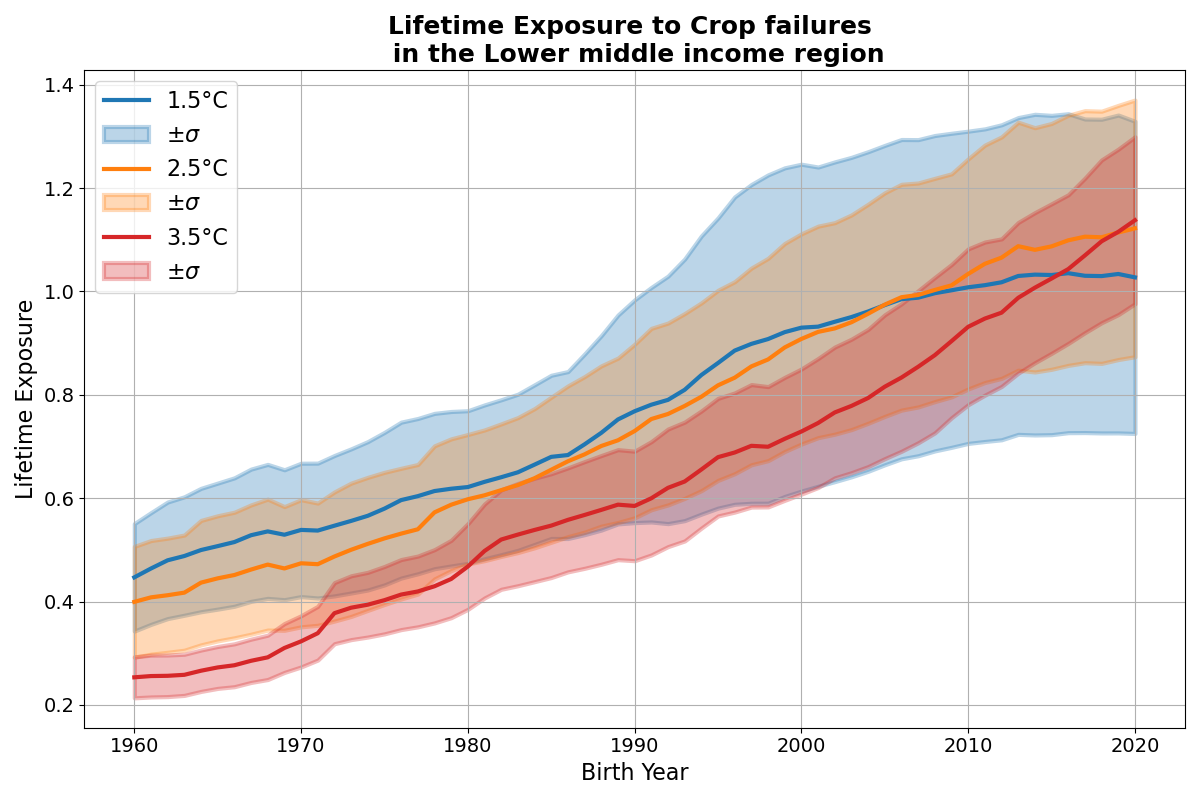 Lifetime Exposure to Crop failures
in the Lower middle income region
1.5°C
±σ
2.5°C
±σ
3.5°C
±σ
Lifetime Exposure
1.4
1.2
1.0
0.8
0.6
0.4
0.2
1960 1970 1980 1990 2000 2010 2020
Birth Year